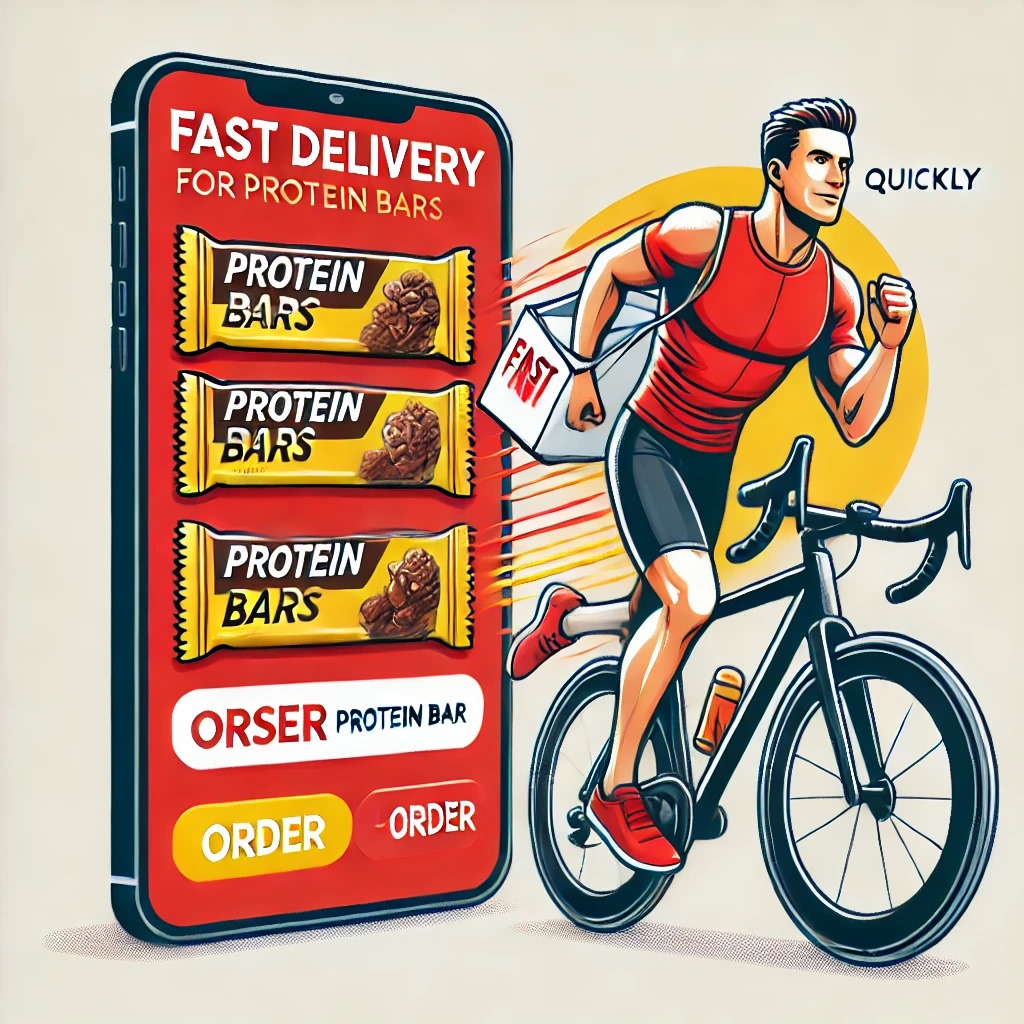 FAST DELIVERY
FOR PROTEIN BARS
PROTEIN
BARS
PROTEIN
BARS
PROTEIN
BARS
ORSER PROTEIN BAR
ORDER
ORDER
QUICKLY
FAST